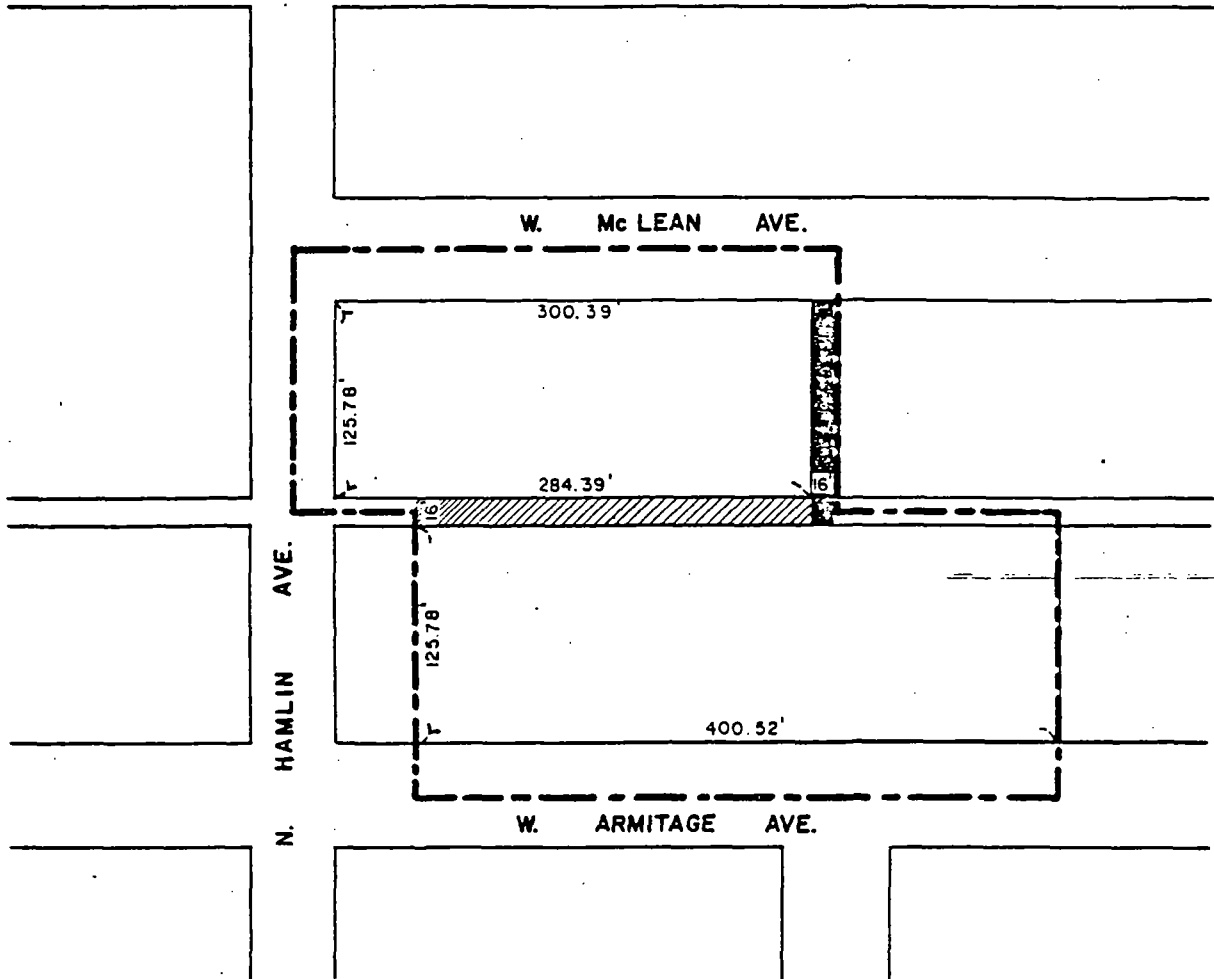 W. Mc LEAN AVE.
300.39'
125.78'
284.39'
16'
16'
125.78'
400.52'
N. HAMLIN AVE.
W. ARMITAGE AVE.